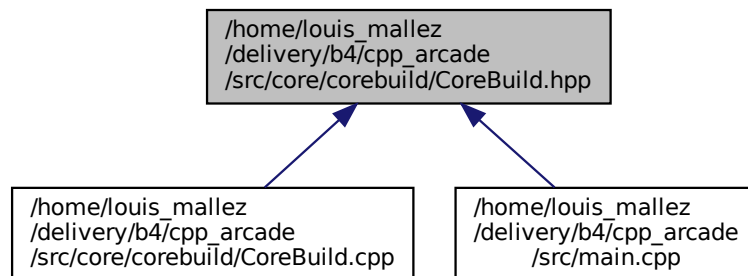 /home/louis_mallez
/delivery/b4/cpp_arcade
/src/core/corebuild/CoreBuild.hpp
/home/louis_mallez
/delivery/b4/cpp_arcade
/src/core/corebuild/CoreBuild.cpp
/home/louis_mallez
/delivery/b4/cpp_arcade
/src/main.cpp